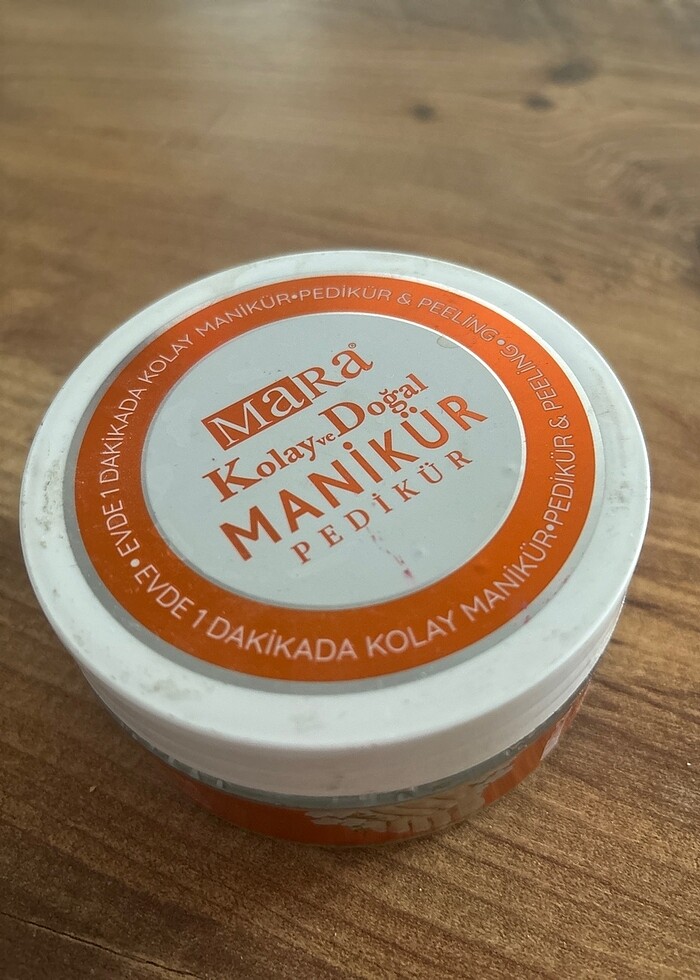 MaRa®
Kolay ve Doğal
MANİKÜR
PEDİKÜR
EVDE 1 DAKİKADA KOLAY MANİKÜR•PEDİKÜR & PEELİNG•
EVDE 1 DAKİKADA KOLAY MANİKÜR•PEDİKÜR & PEELİNG•